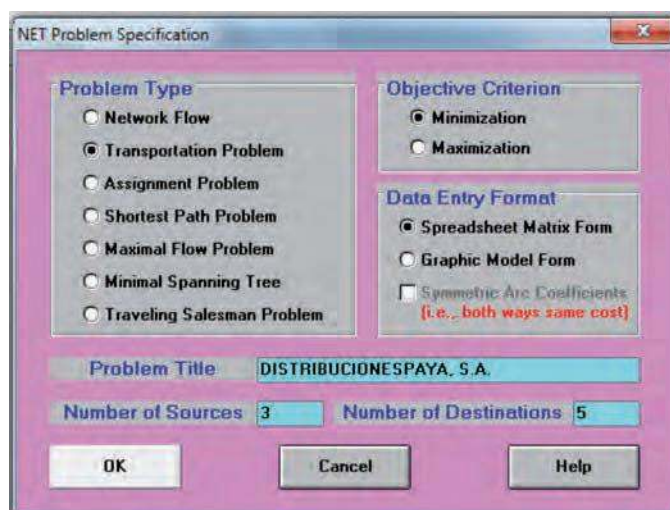 NET Problem Specification
Problem Type
Network Flow
Transportation Problem
Assignment Problem
Shortest Path Problem
Maximal Flow Problem
Minimal Spanning Tree
Traveling Salesman Problem
Objective Criterion
Minimization
Maximization
Data Entry Format
Spreadsheet Matrix Form
Graphic Model Form
Symmetric Arc Coefficients
(i.e., both ways same cost)
Problem Title DISTRIBUCIONESPAYA, S.A.
Number of Sources 3 Number of Destinations 5
OK Cancel Help